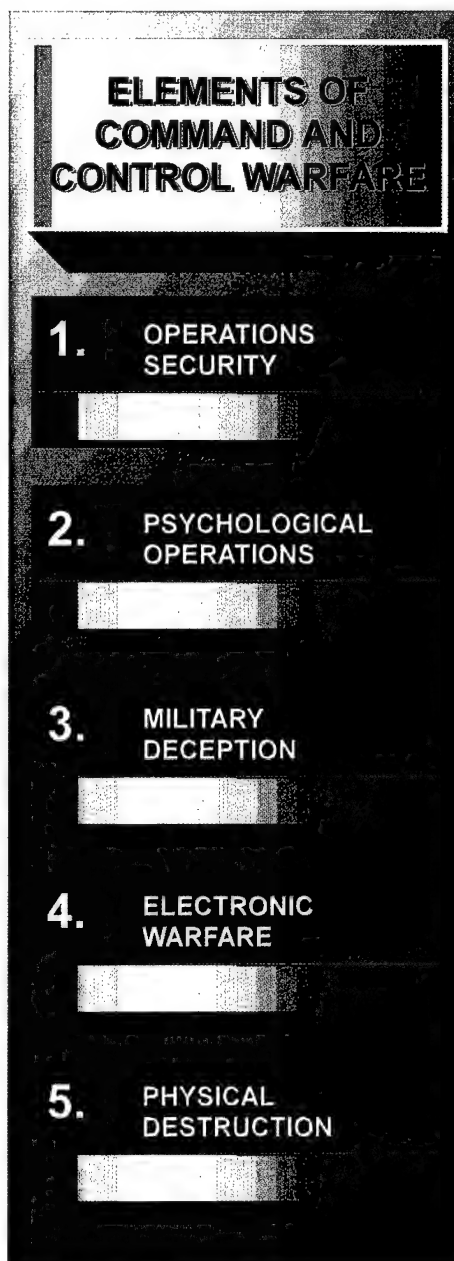 ELEMENTS OF
COMMAND AND
CONTROL WARFARE
1. OPERATIONS
SECURITY
2. PSYCHOLOGICAL
OPERATIONS
3. MILITARY
DECEPTION
4. ELECTRONIC
WARFARE
5. PHYSICAL
DESTRUCTION